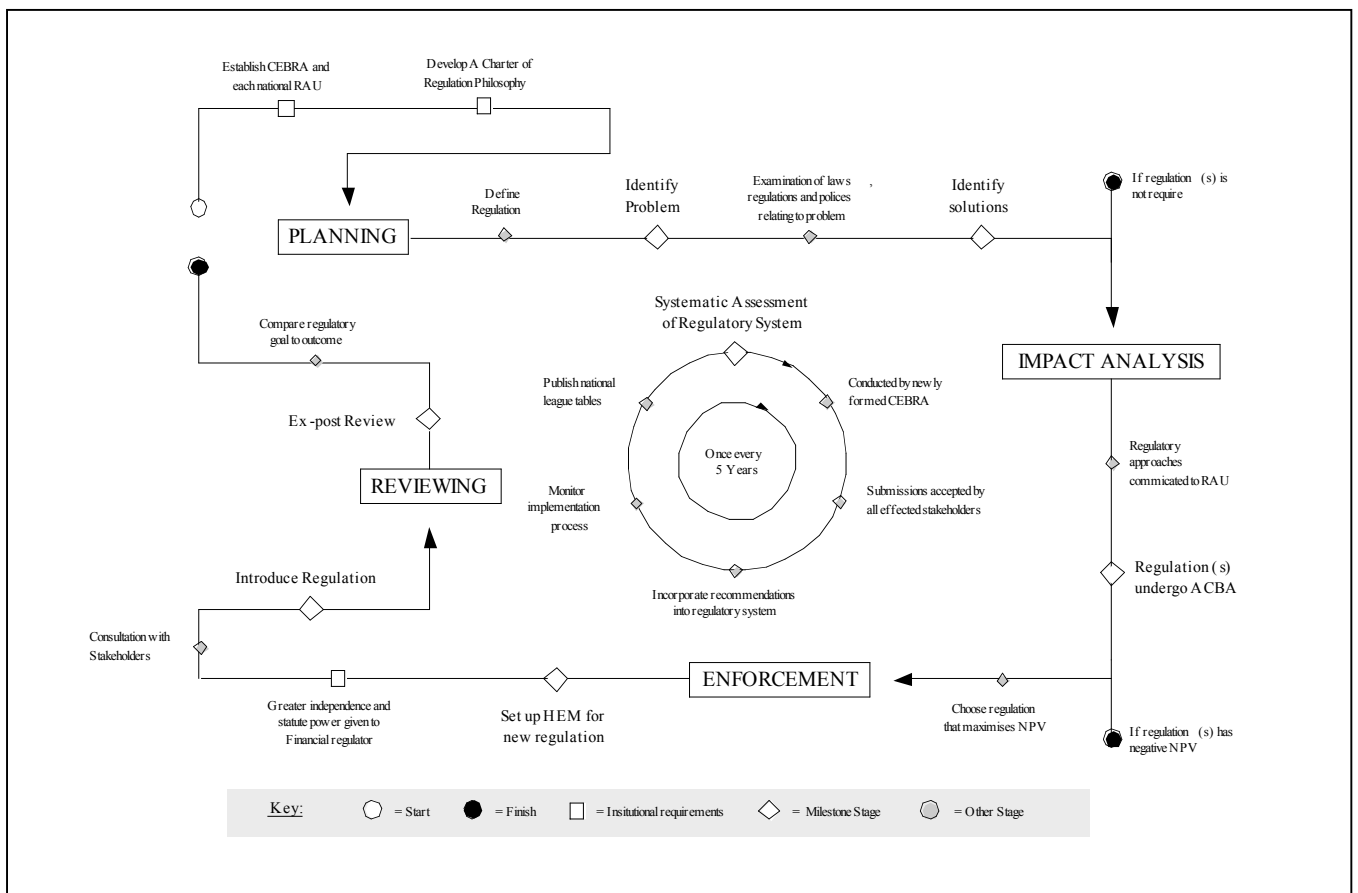 Establish CEBRA and
each national RAU
Develop A Charter of
Regulation Philosophy
PLANNING
Define
Regulation
Identify
Problem
Examination of laws ,
regulations and polices
relating to problem
Identify
solutions
If regulation (s) is
not require
IMPACT ANALYSIS
Regulatory
approaches
commicated to RAU
Regulation (s)
undergo ACBA
If regulation (s) has
negative NPV
Choose regulation
that maximises NPV
ENFORCEMENT
Set up HEM for
new regulation
Greater independence and
statute power given to
Financial regulator
Consultation with
Stakeholders
Introduce Regulation
REVIEWING
Ex-post Review
Compare regulatory
goal to outcome
Systematic Assessment
of Regulatory System
Conducted by newly
formed CEBRA
Submissions accepted by
all effected stakeholders
Incorporate recommendations
into regulatory system
Monitor
implementation
process
Publish national
league tables
Once every
5 Years
Key:
= Start
= Finish
= Insitutional requirements
= Milestone Stage
= Other Stage